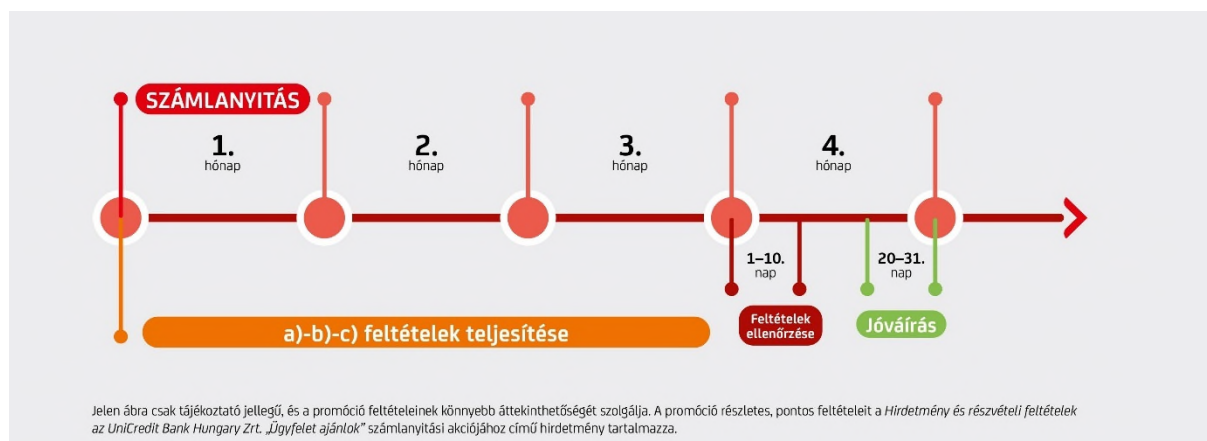 SZÁMLANYITÁS
1.
hónap
2.
hónap
3.
hónap
4.
hónap
1–10.
nap
20–31.
nap
a)-b)-c) feltételek teljesítése
Feltételek
ellenőrzése
Jóváírás
Jelen ábra csak tájékoztató jellegű, és a promóció feltételeinek könnyebb áttekinthetőségét szolgálja. A promóció részletes, pontos feltételeit a Hirdetmény és részvételi feltételek
az UniCredit Bank Hungary Zrt. „Ügyfelet ajánlok” számlanyitási akciójához című hirdetmény tartalmazza.